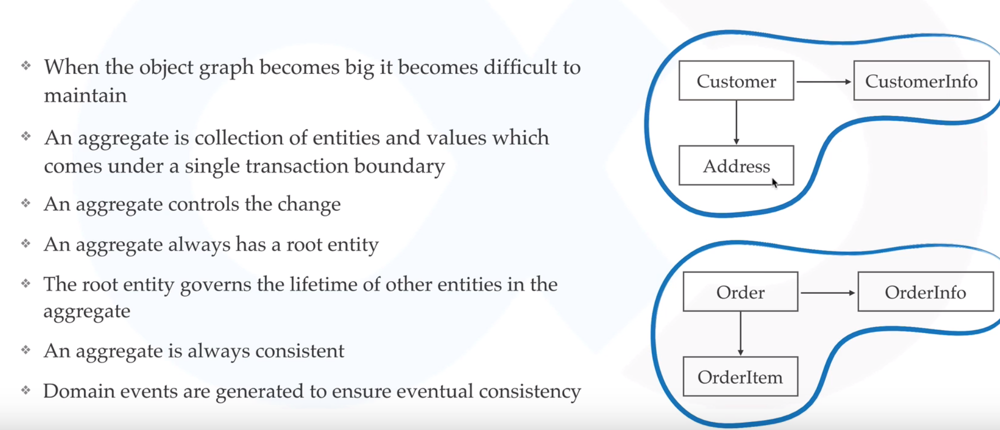 When the object graph becomes big it becomes difficult to
maintain
An aggregate is collection of entities and values which
comes under a single transaction boundary
An aggregate controls the change
An aggregate always has a root entity
The root entity governs the lifetime of other entities in the
aggregate
An aggregate is always consistent
Domain events are generated to ensure eventual consistency
Customer
CustomerInfo
Address
Order
OrderInfo
OrderItem